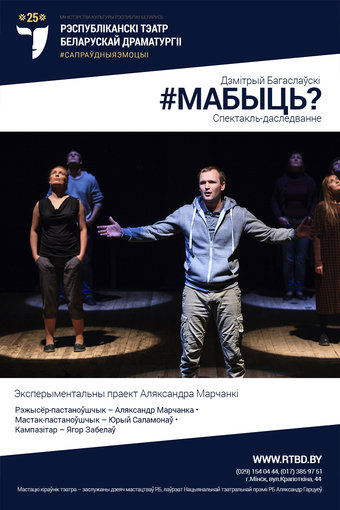 25
МІНІСТЭРСТВА КУЛЬТУРЫ РЭСПУБЛІКІ БЕЛАРУСЬ
РЭСПУБЛІКАНСКІ ТЭАТР
БЕЛАРУСКАЙ ДРАМАТУРГІІ
#САПРАЎДНЫЯЭМОЦЫІ
Дзмітрый Багаслаўскі
#МАБЫЦЬ?
Спектакль-даследванне
Эксперыментальны праект Аляксандра Марчанкі
Рэжысёр-пастаноўшчык – Аляксандр Марчанка •
Мастак-пастаноўшчык – Юрый Саламонаў •
Кампазітар – Ягор Забелаў
WWW.RTBD.BY
(029) 154 04 44, (017) 385 97 51
г.Мінск, вул.Крапоткіна, 44
Мастацкі кіраўнік тэатра – заслужаны дзеяч мастацтваў РБ, лаўрэат Нацыянальнай тэатральнай прэміі РБ Аляксандр Гарцуеў